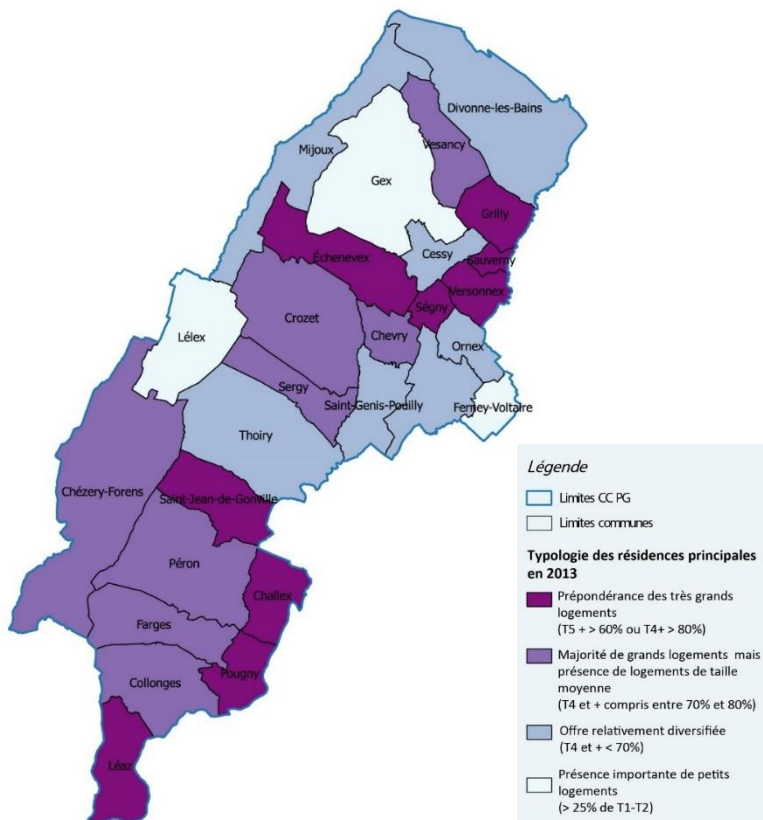 Divonne-les-Bains
Mijoux
Vesancy
Gex
Grilly
Cessy
Échenevex
Sauverny
Versonnex
Ségny
Crozet
Chevry
Lélex
Ornex
Sergy
Saint-Genis-Pouilly
Ferney-Voltaire
Thoiry
Chézery-Forens
Saint-Jean-de-Gonville
Péron
Challex
Farges
Pougny
Collonges
Léaz
Légende
Limites CC PG
Limites communes
Typologie des résidences principales
en 2013
Prépondérance des très grands
logements
(T5 + > 60% ou T4+ > 80%)
Majorité de grands logements mais
présence de logements de taille
moyenne
(T4 et + compris entre 70% et 80%)
Offre relativement diversifiée
(T4 et + < 70%)
Présence importante de petits
logements
(> 25% de T1-T2)